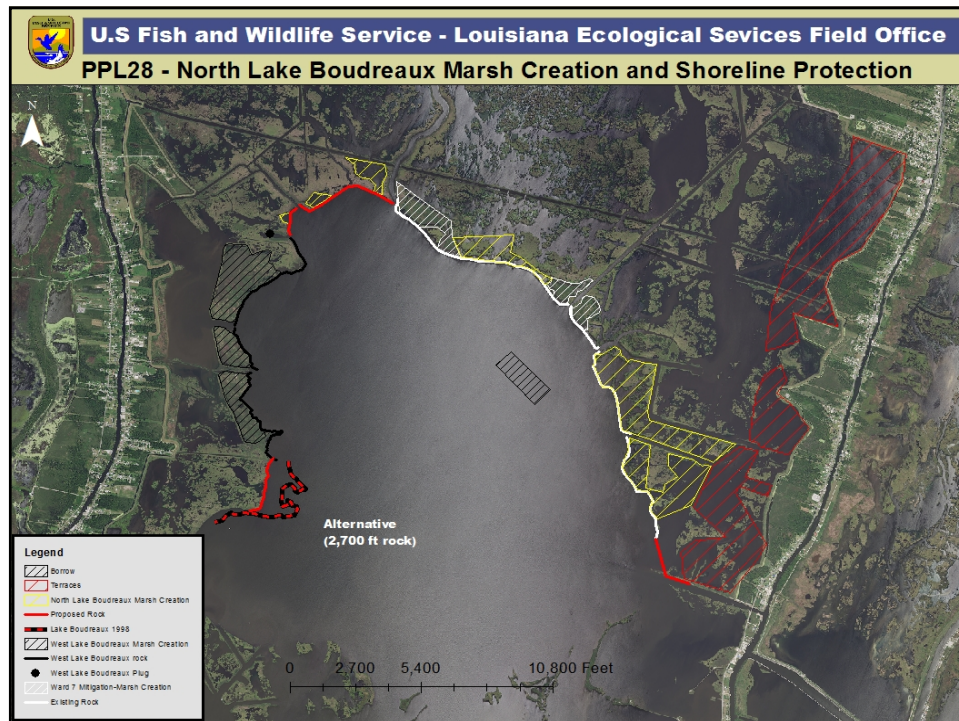 U.S Fish and Wildlife Service - Louisiana Ecological Sevices Field Office
PPL28 - North Lake Boudreaux Marsh Creation and Shoreline Protection
N
Alternative
(2,700 ft rock)
Legend
Borrow
Terraces
North Lake Boudreaux Marsh Creation
Proposed Rock
Lake Boudreaux 1998
West Lake Boudreaux Marsh Creation
West Lake Boudreaux rock
West Lake Boudreaux Plug
Ward 7 Mitigation-Marsh Creation
Existing Rock
0 2,700 5,400 10,800 Feet